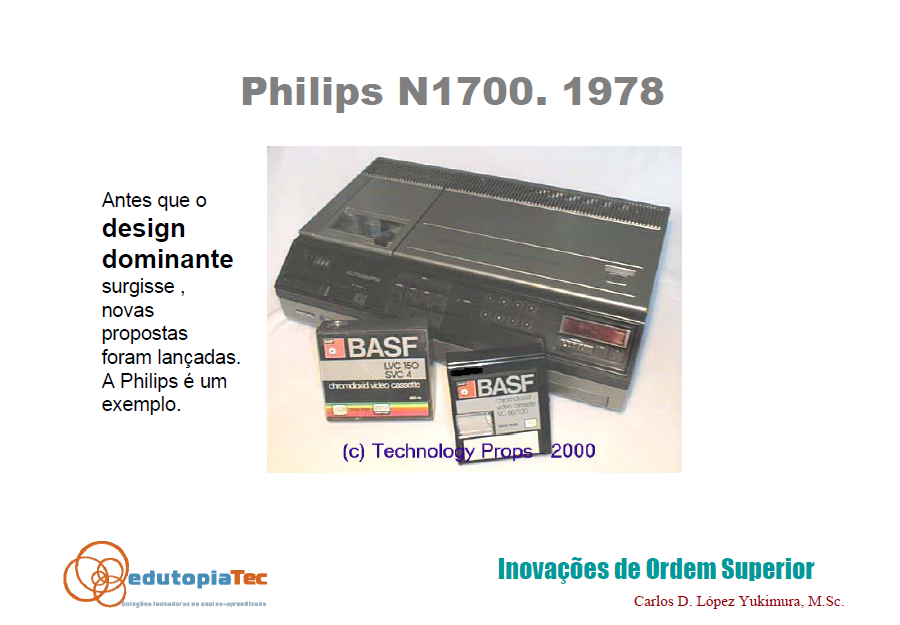 Philips N1700. 1978
Antes que o
design
dominante
surgisse ,
novas
propostas
foram lançadas.
A Philips é um
exemplo.
BASF
LVC 150
SVC 4
chromdioxid video cassette
BASF
chromdioxid
video cassette
VC 60/130
(c) Technology Props 2000
edutopiaTec
Soluções inovadoras no ensino-aprendizado
Inovações de Ordem Superior
Carlos D. López Yukimura, M.Sc.